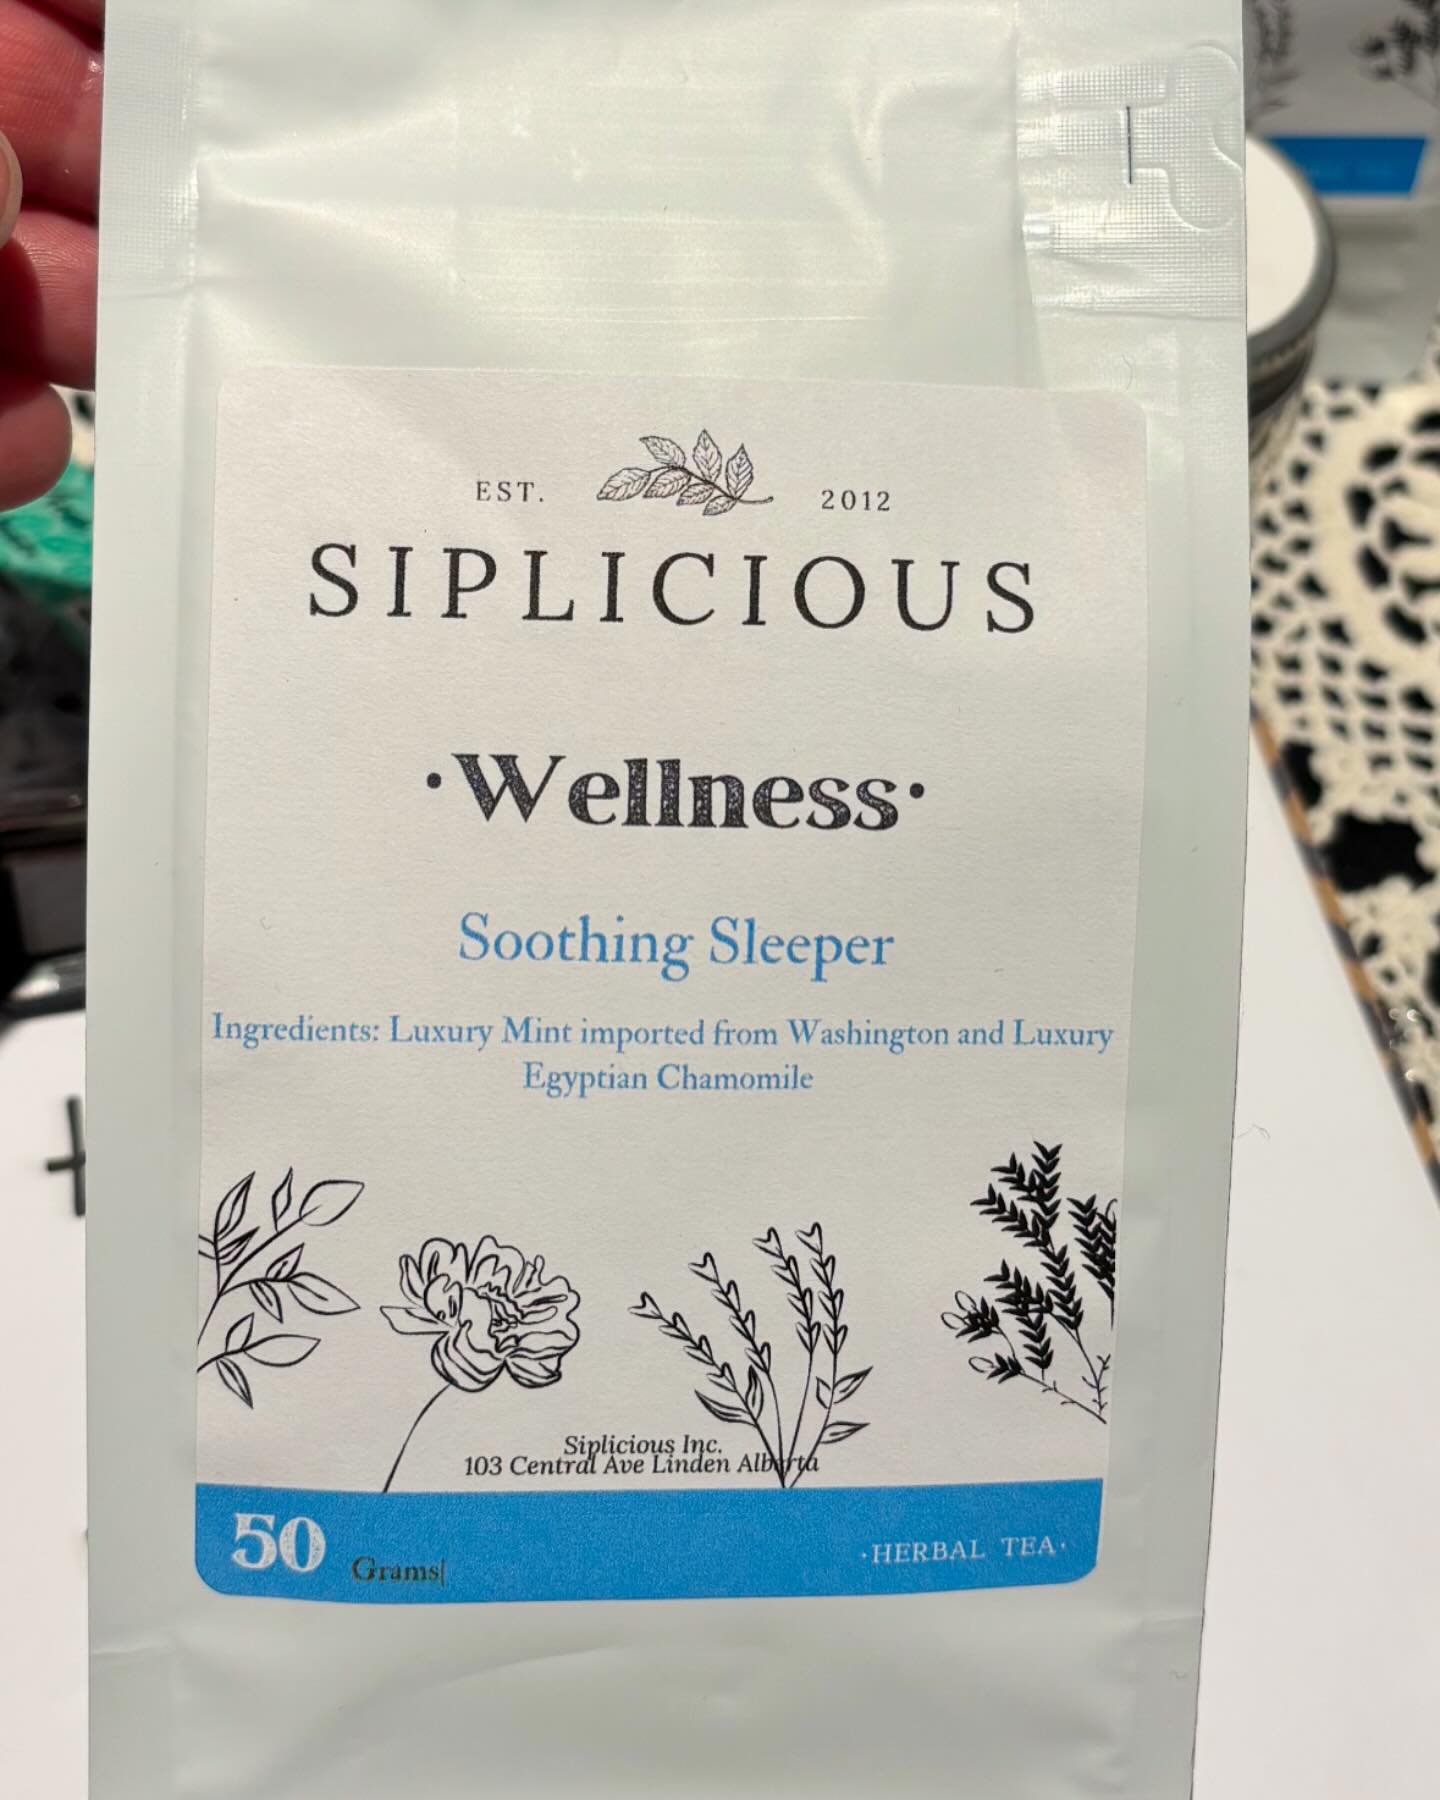 EST. 2012
SIPLICIOUS
·Wellness·
Soothing Sleeper
Ingredients: Luxury Mint imported from Washington and Luxury
Egyptian Chamomile
Siplicious Inc.
103 Central Ave Linden Alberta
50 Grams|
·HERBAL TEA·